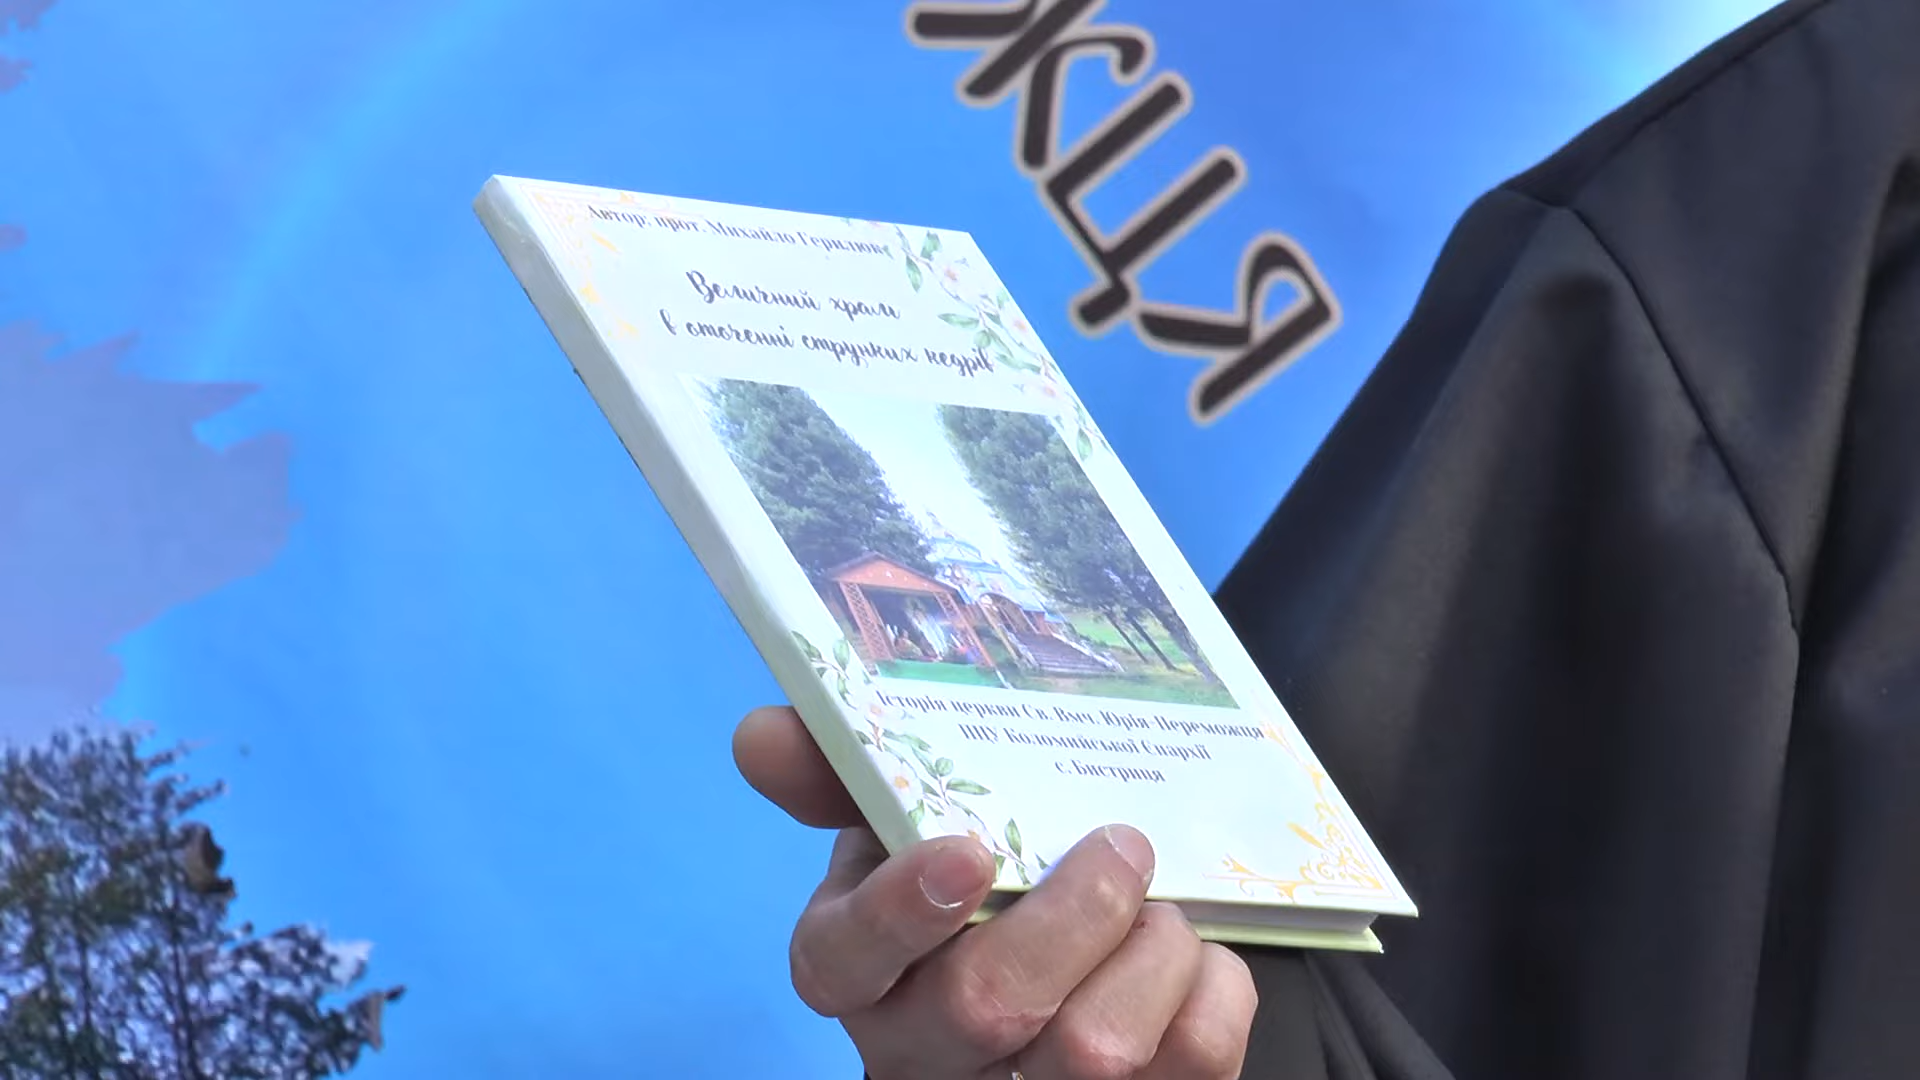 ЖЦЯ
Автор: прот. Михайло Герилюк
Величний храм
в оточенні струнких кедрів
Історія церкви Св. Вмч. Юрія-Переможця
ПЦУ Коломийської Єпархії
с. Бистриця